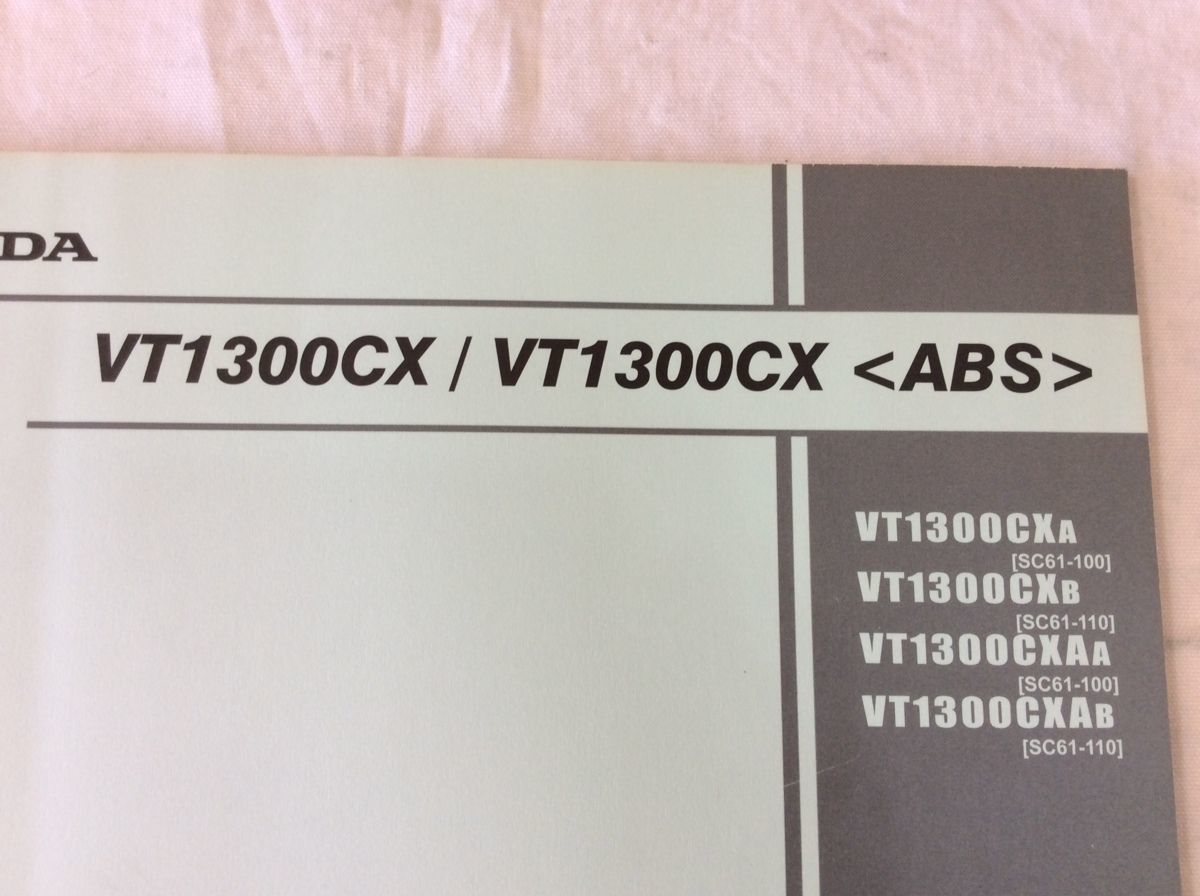 DA
VT1300CX / VT1300CX <ABS>
VT1300CXA
[SC61-100]
VT1300CXB
[SC61-110]
VT1300CXAA
[SC61-100]
VT1300CXAB
[SC61-110]